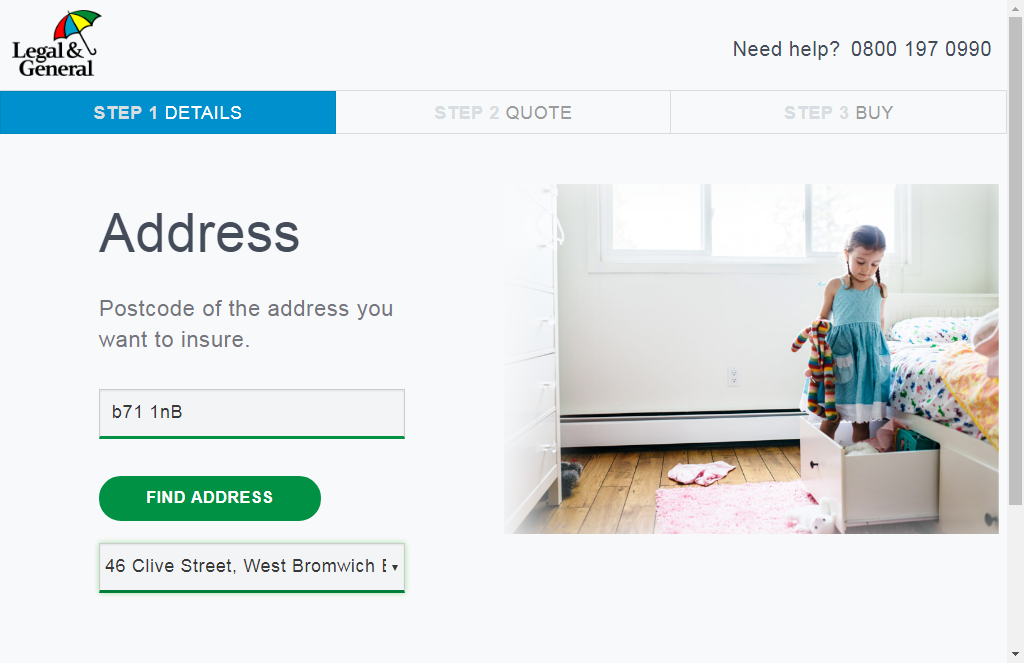 Legal &
General
Need help? 0800 197 0990
STEP 1 DETAILS
STEP 2 QUOTE
STEP 3 BUY
Address
Postcode of the address you
want to insure.
b71 1nB
FIND ADDRESS
46 Clive Street, West Bromwich